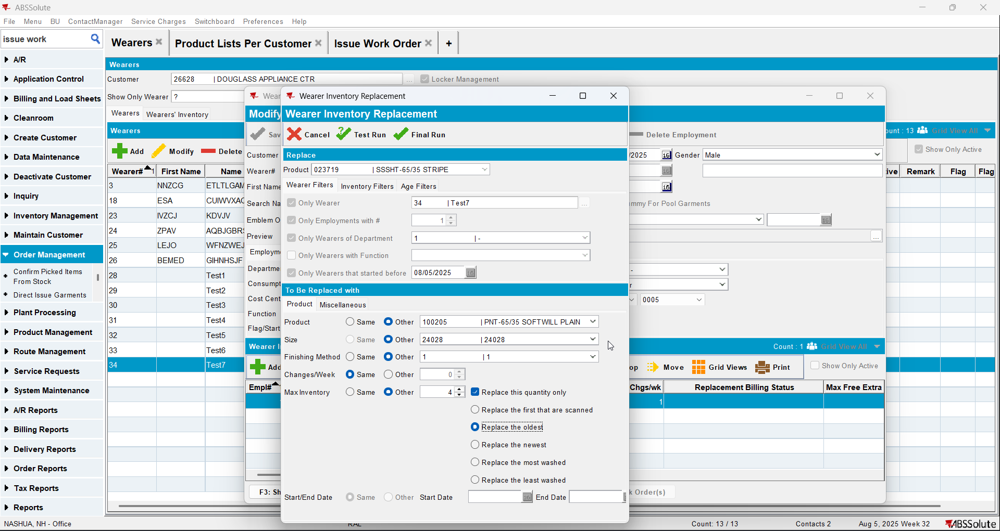 ABSSolute
File Menu BU ContactManager Service Charges Switchboard Preferences Help
issue work
Wearers
Product Lists Per Customer
Issue Work Order
+
A/R
Application Control
Billing and Load Sheets
Cleanroom
Create Customer
Data Maintenance
Deactivate Customer
Inquiry
Inventory Management
Maintain Customer
Order Management
Confirm Picked Items
From Stock
Direct Issue Garments
Plant Processing
Product Management
Route Management
Service Requests
System Maintenance
A/R Reports
Billing Reports
Delivery Reports
Order Reports
Tax Reports
Reports
Wearers
Customer 26628 | DOUGLASS APPLIANCE CTR ... Locker Management
Show Only Wearer ?
Wearers Wearers' Inventory
Wearers
Add Modify Delete
Wearer# 1 First Name Name
3 NNZCG ETLTLGAM
18 ESA CUIWVXAC
23 IVZCJ KDVJV
24 ZPAV AQBJGBRS
25 LEJO WFNZWEJ
26 BEMED GIHNHSJF
28 Test1
29 Test2
30 Test3
31 Test4
32 Test5
33 Test6
34 Test7
Count : 13 Grid View All
Show Only Active
Remark Flag Flag
Wear
Modify
Sav
Customer
Wearer#
First Name
Search Na
Emblem O
Preview
Employm
Departme
Consumpt
Cost Cent
Function
Flag/Start
Wearer I
Add
Empl#
F3: Sh
Delete Employment
/2025 16 Gender Male
16
16
mmy For Pool Garments
16
...
-
r
0005
Count : 1 Grid View All
op Move Grid Views Print Show Only Active
Chgs/wk Replacement Billing Status Max Free Extra
1
k Order(s)
Wearer Inventory Replacement
Wearer Inventory Replacement
Cancel Test Run Final Run
Replace
Product 023719 | SSSHT-65/35 STRIPE
Wearer Filters Inventory Filters Age Filters
Only Wearer 34 | Test7 ...
Only Employments with # 1
Only Wearers of Department 1 | -
Only Wearers with Function
Only Wearers that started before 08/05/2025 16
To Be Replaced with
Product Miscellaneous
Product Same Other 100205 | PNT-65/35 SOFTWILL PLAIN
Size Same Other 24028 | 24028
Finishing Method Same Other 1 | 1
Changes/Week Same Other 0
Max Inventory Same Other 4 Replace this quantity only
Replace the first that are scanned
Replace the oldest
Replace the newest
Replace the most washed
Replace the least washed
Start/End Date Same Other Start Date 16 End Date
NASHUA, NH - Office RAL Count: 13 / 13 Contacts 2 Aug 5, 2025 Week 32 ABSSolute